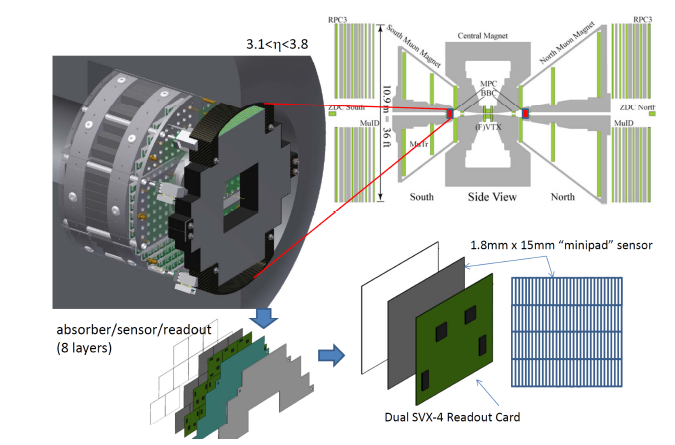 3.1<η<3.8
RPC3
South Muon Magnet
Central Magnet
North Muon Magnet
RPC3
MPC
BBC
10.9 m = 36 ft
ZDC South
ZDC North
MuID
(F)VTX
MuID
MuTr
South
Side View
North
1.8mm x 15mm “minipad” sensor
absorber/sensor/readout
(8 layers)
Dual SVX-4 Readout Card